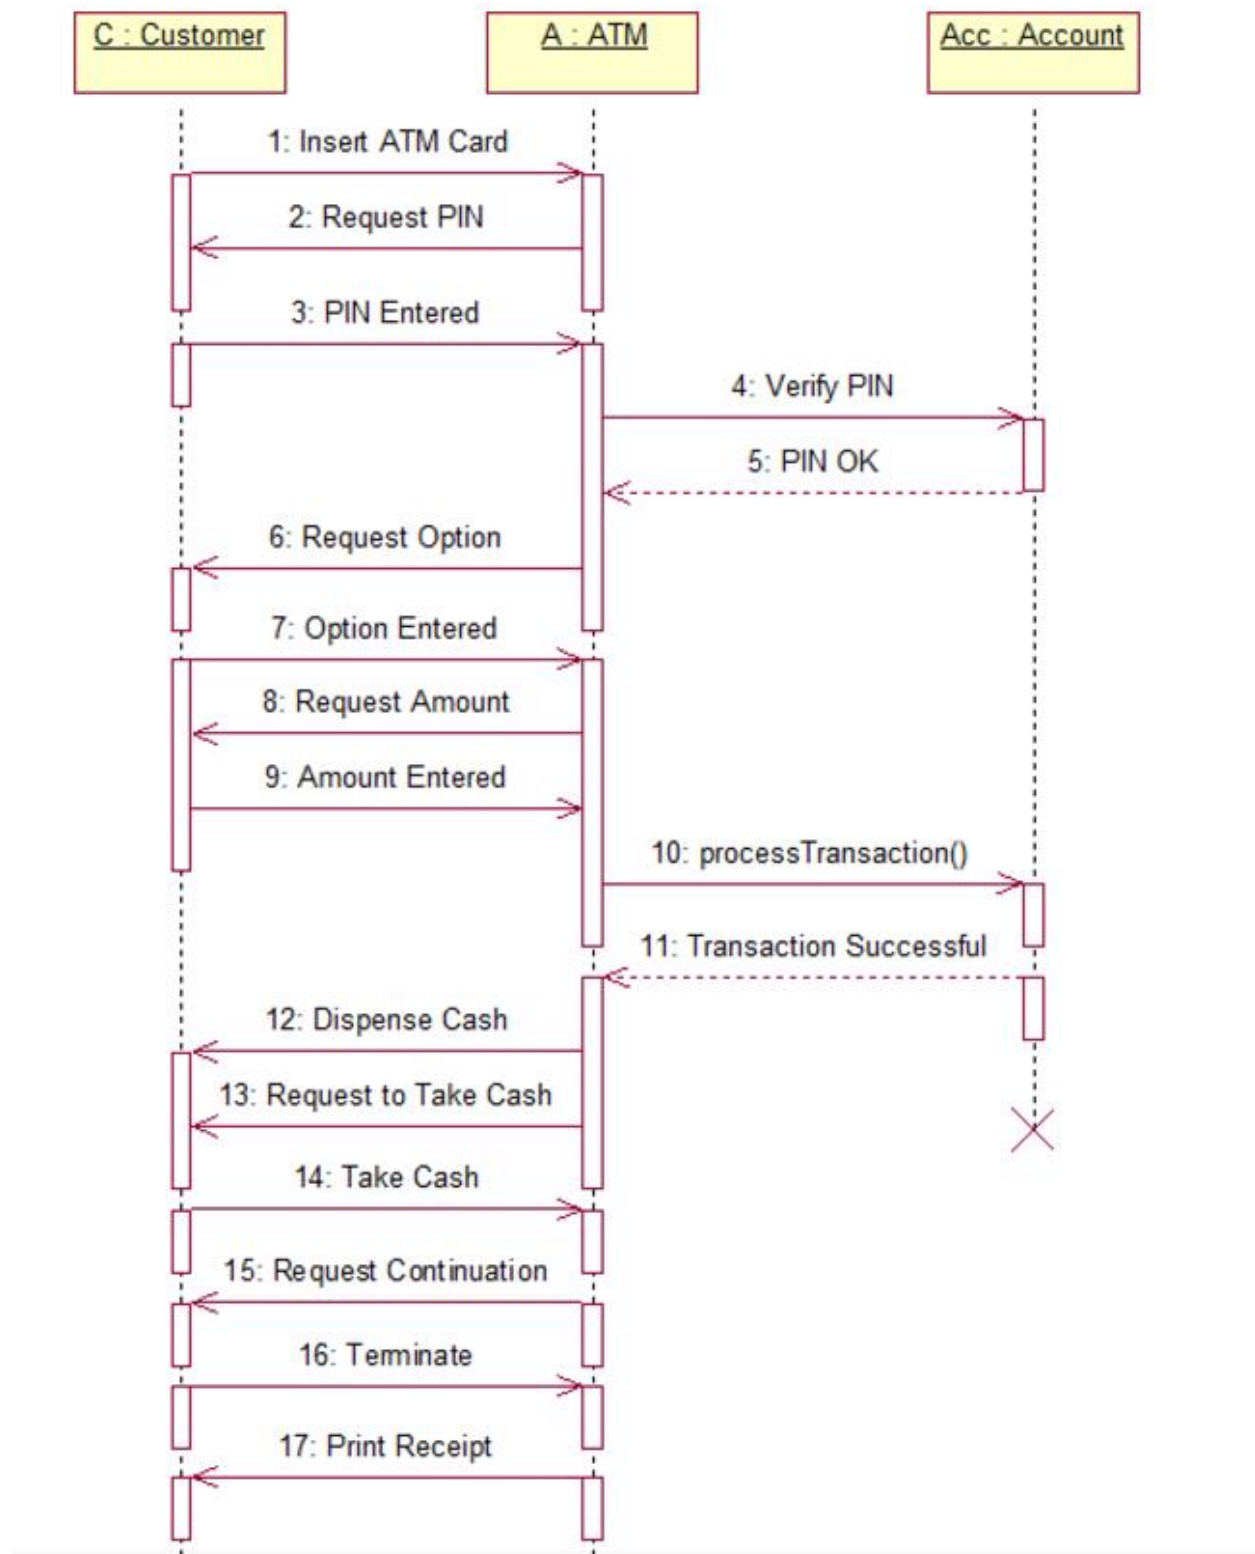 C : Customer
A : ATM
Acc : Account
1: Insert ATM Card
2: Request PIN
3: PIN Entered
4: Verify PIN
5: PIN OK
6: Request Option
7: Option Entered
8: Request Amount
9: Amount Entered
10: processTransaction()
11: Transaction Successful
12: Dispense Cash
13: Request to Take Cash
14: Take Cash
15: Request Continuation
16: Terminate
17: Print Receipt